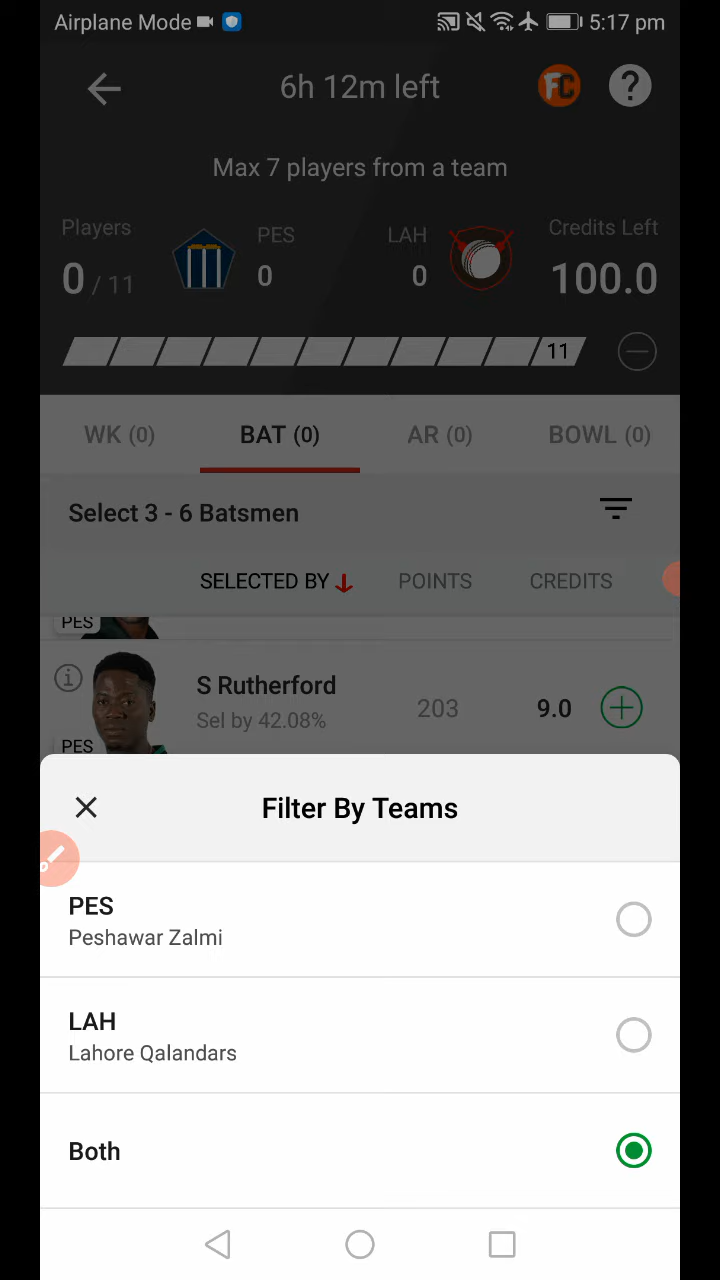 Airplane Mode 5:17 pm
6h 12m left FC ?
Max 7 players from a team
Players PES LAH Credits Left
0 / 11 0 0 100.0
11
WK (0) BAT (0) AR (0) BOWL (0)
Select 3 - 6 Batsmen
SELECTED BY POINTS CREDITS
PES
S Rutherford
Sel by 42.08% 203 9.0
PES
Filter By Teams
PES
Peshawar Zalmi
LAH
Lahore Qalandars
Both